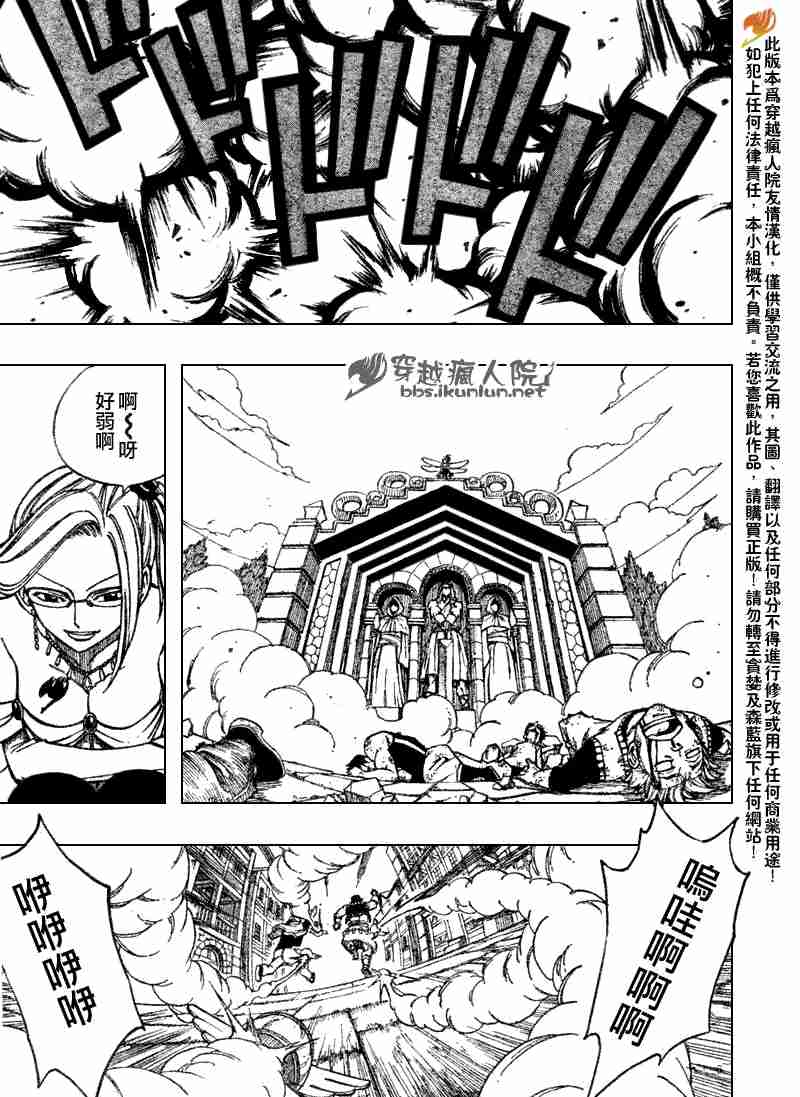 此版本爲穿越瘋人院友情漢化，僅供學習交流之用，其圖、翻譯以及任何部分不得進行修改或用于任何商業用途！
如犯上任何法律責任，本小組概不負責。若您喜歡此作品，請購買正版！請勿轉至貪婪及森藍旗下任何網站！
ドドドドド
穿越瘋人院
bbs.ikunlun.net
啊～呀
好弱啊
嗚哇啊啊啊
咿咿咿咿